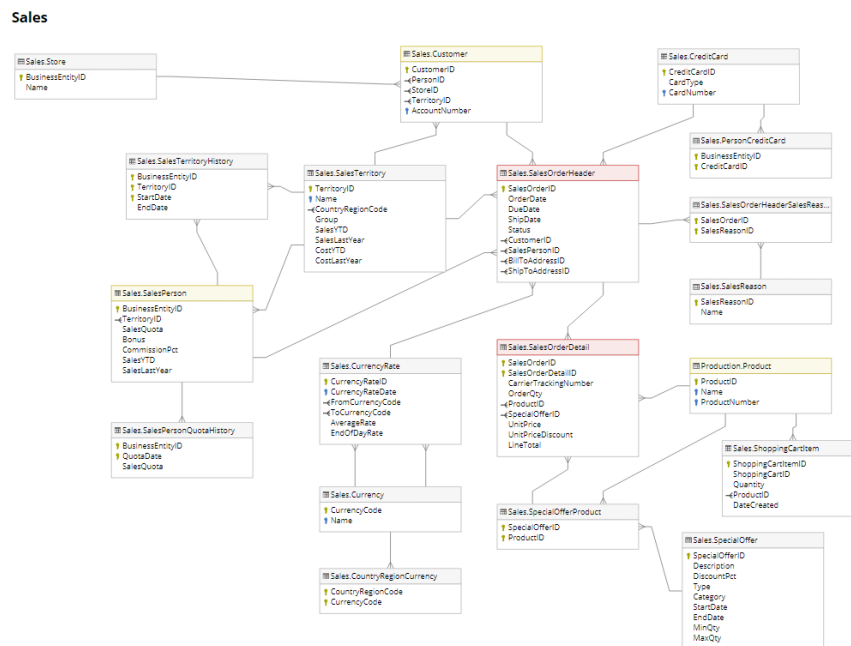 Sales
Sales.Store
BusinessEntityID
Name
Sales.Customer
CustomerID
PersonID
StoreID
TerritoryID
AccountNumber
Sales.CreditCard
CreditCardID
CardType
CardNumber
Sales.PersonCreditCard
BusinessEntityID
CreditCardID
Sales.SalesTerritoryHistory
BusinessEntityID
TerritoryID
StartDate
EndDate
Sales.SalesTerritory
TerritoryID
Name
CountryRegionCode
Group
SalesYTD
SalesLastYear
CostYTD
CostLastYear
Sales.SalesOrderHeader
SalesOrderID
OrderDate
DueDate
ShipDate
Status
CustomerID
SalesPersonID
BillToAddressID
ShipToAddressID
Sales.SalesOrderHeaderSalesReas...
SalesOrderID
SalesReasonID
Sales.SalesReason
SalesReasonID
Name
Sales.SalesPerson
BusinessEntityID
TerritoryID
SalesQuota
Bonus
CommissionPct
SalesYTD
SalesLastYear
Sales.SalesOrderDetail
SalesOrderID
SalesOrderDetailID
CarrierTrackingNumber
OrderQty
ProductID
SpecialOfferID
UnitPrice
UnitPriceDiscount
LineTotal
Sales.CurrencyRate
CurrencyRateID
CurrencyRateDate
FromCurrencyCode
ToCurrencyCode
AverageRate
EndOfDayRate
Production.Product
ProductID
Name
ProductNumber
Sales.SalesPersonQuotaHistory
BusinessEntityID
QuotaDate
SalesQuota
Sales.ShoppingCartItem
ShoppingCartItemID
ShoppingCartID
Quantity
ProductID
DateCreated
Sales.Currency
CurrencyCode
Name
Sales.SpecialOfferProduct
SpecialOfferID
ProductID
Sales.SpecialOffer
SpecialOfferID
Description
DiscountPct
Type
Category
StartDate
EndDate
MinQty
MaxQty
Sales.CountryRegionCurrency
CountryRegionCode
CurrencyCode